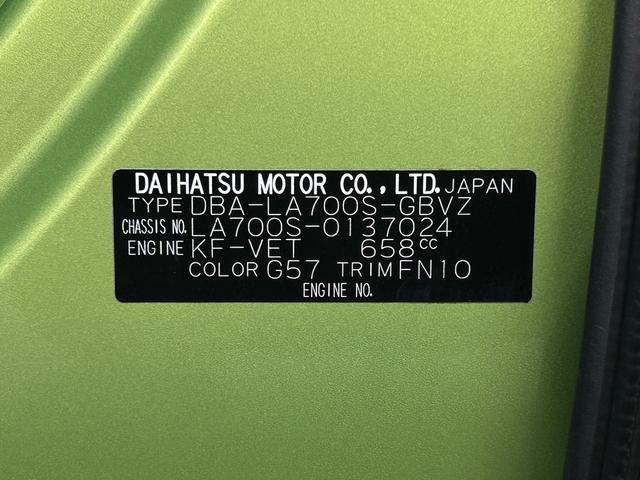 DAIHATSU MOTOR CO.,LTD. JAPAN
TYPE DBA-LA700S-GBVZ
CHASSIS NO. LA700S-0137024
ENGINE KF-VET 658cc
COLOR G57 TRIM FN10
ENGINE NO.